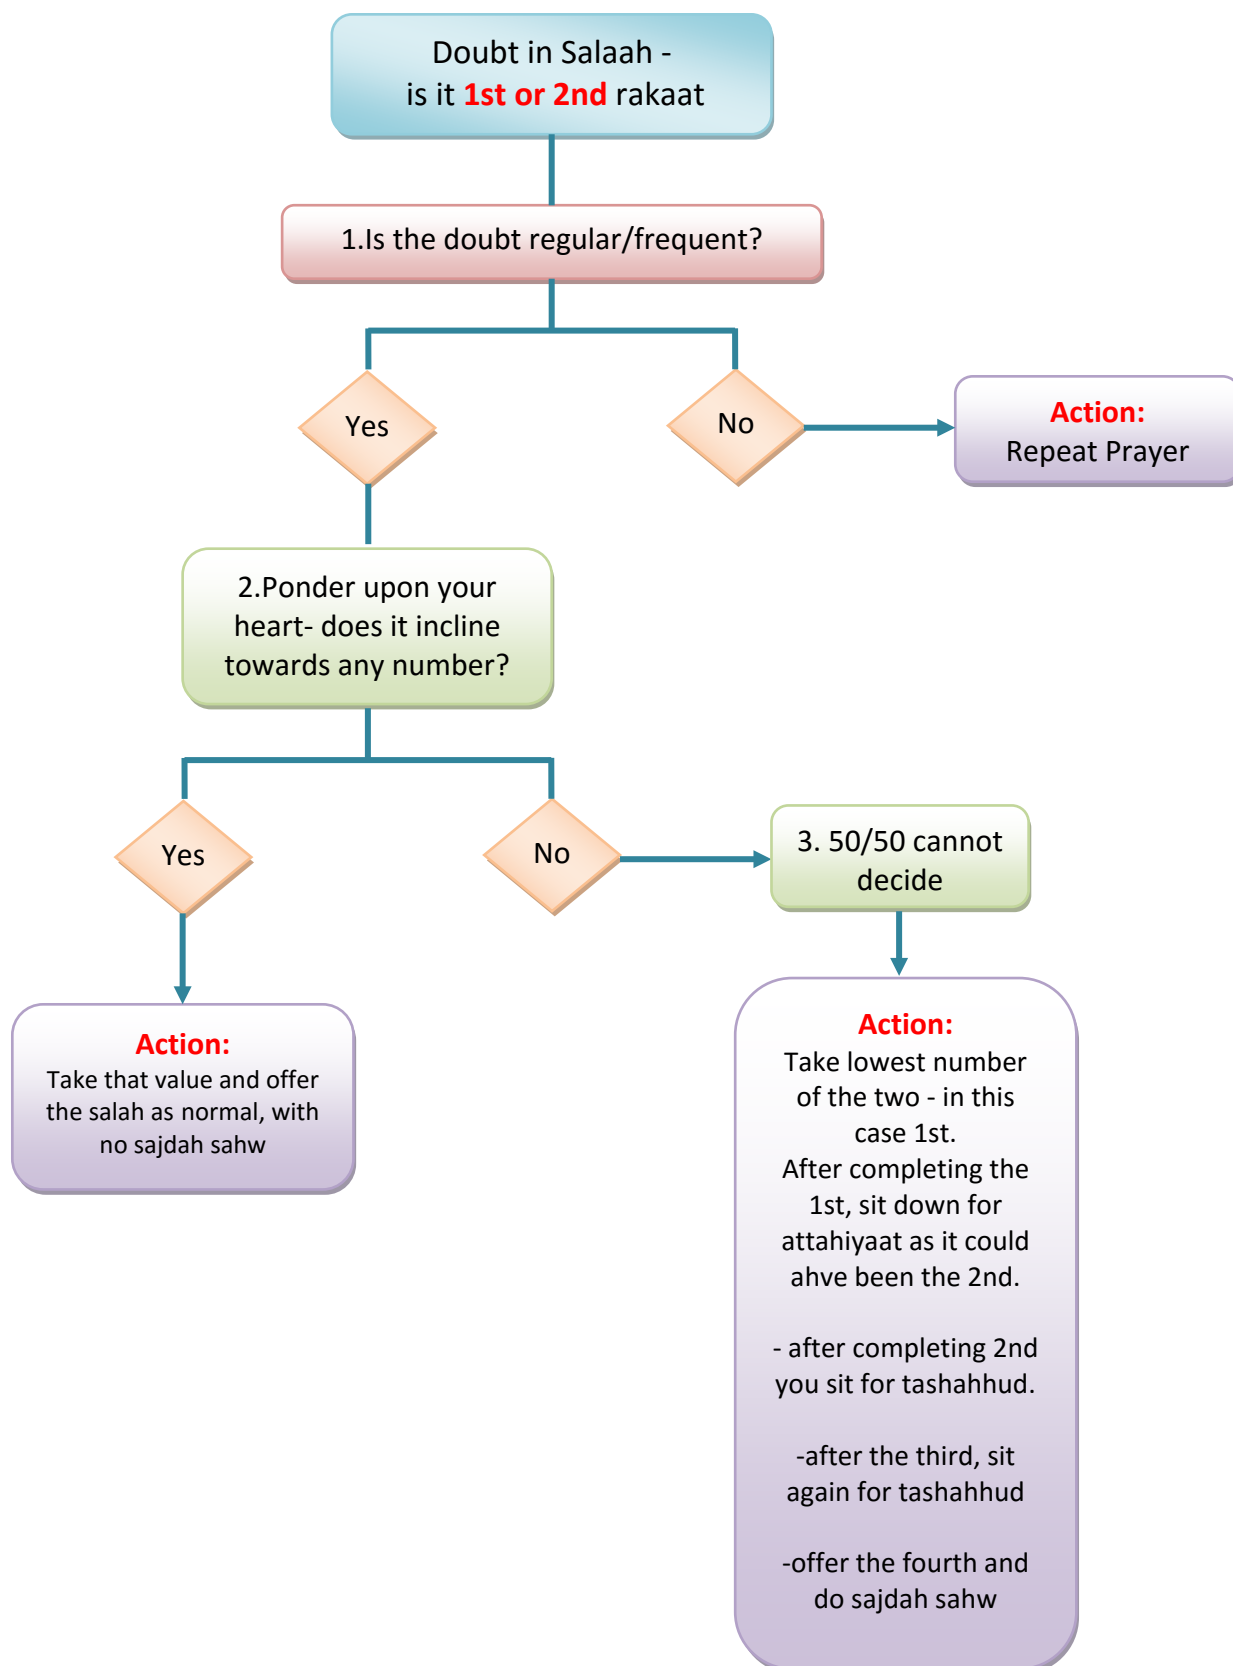 Doubt in Salaah -
is it 1st or 2nd rakaat
1.Is the doubt regular/frequent?
Yes
No
Action:
Repeat Prayer
2.Ponder upon your
heart- does it incline
towards any number?
Yes
No
3. 50/50 cannot
decide
Action:
Take that value and offer
the salah as normal, with
no sajdah sahw
Action:
Take lowest number
of the two - in this
case 1st.
After completing the
1st, sit down for
attahiyaat as it could
ahve been the 2nd.
- after completing 2nd
you sit for tashahhud.
-after the third, sit
again for tashahhud
-offer the fourth and
do sajdah sahw